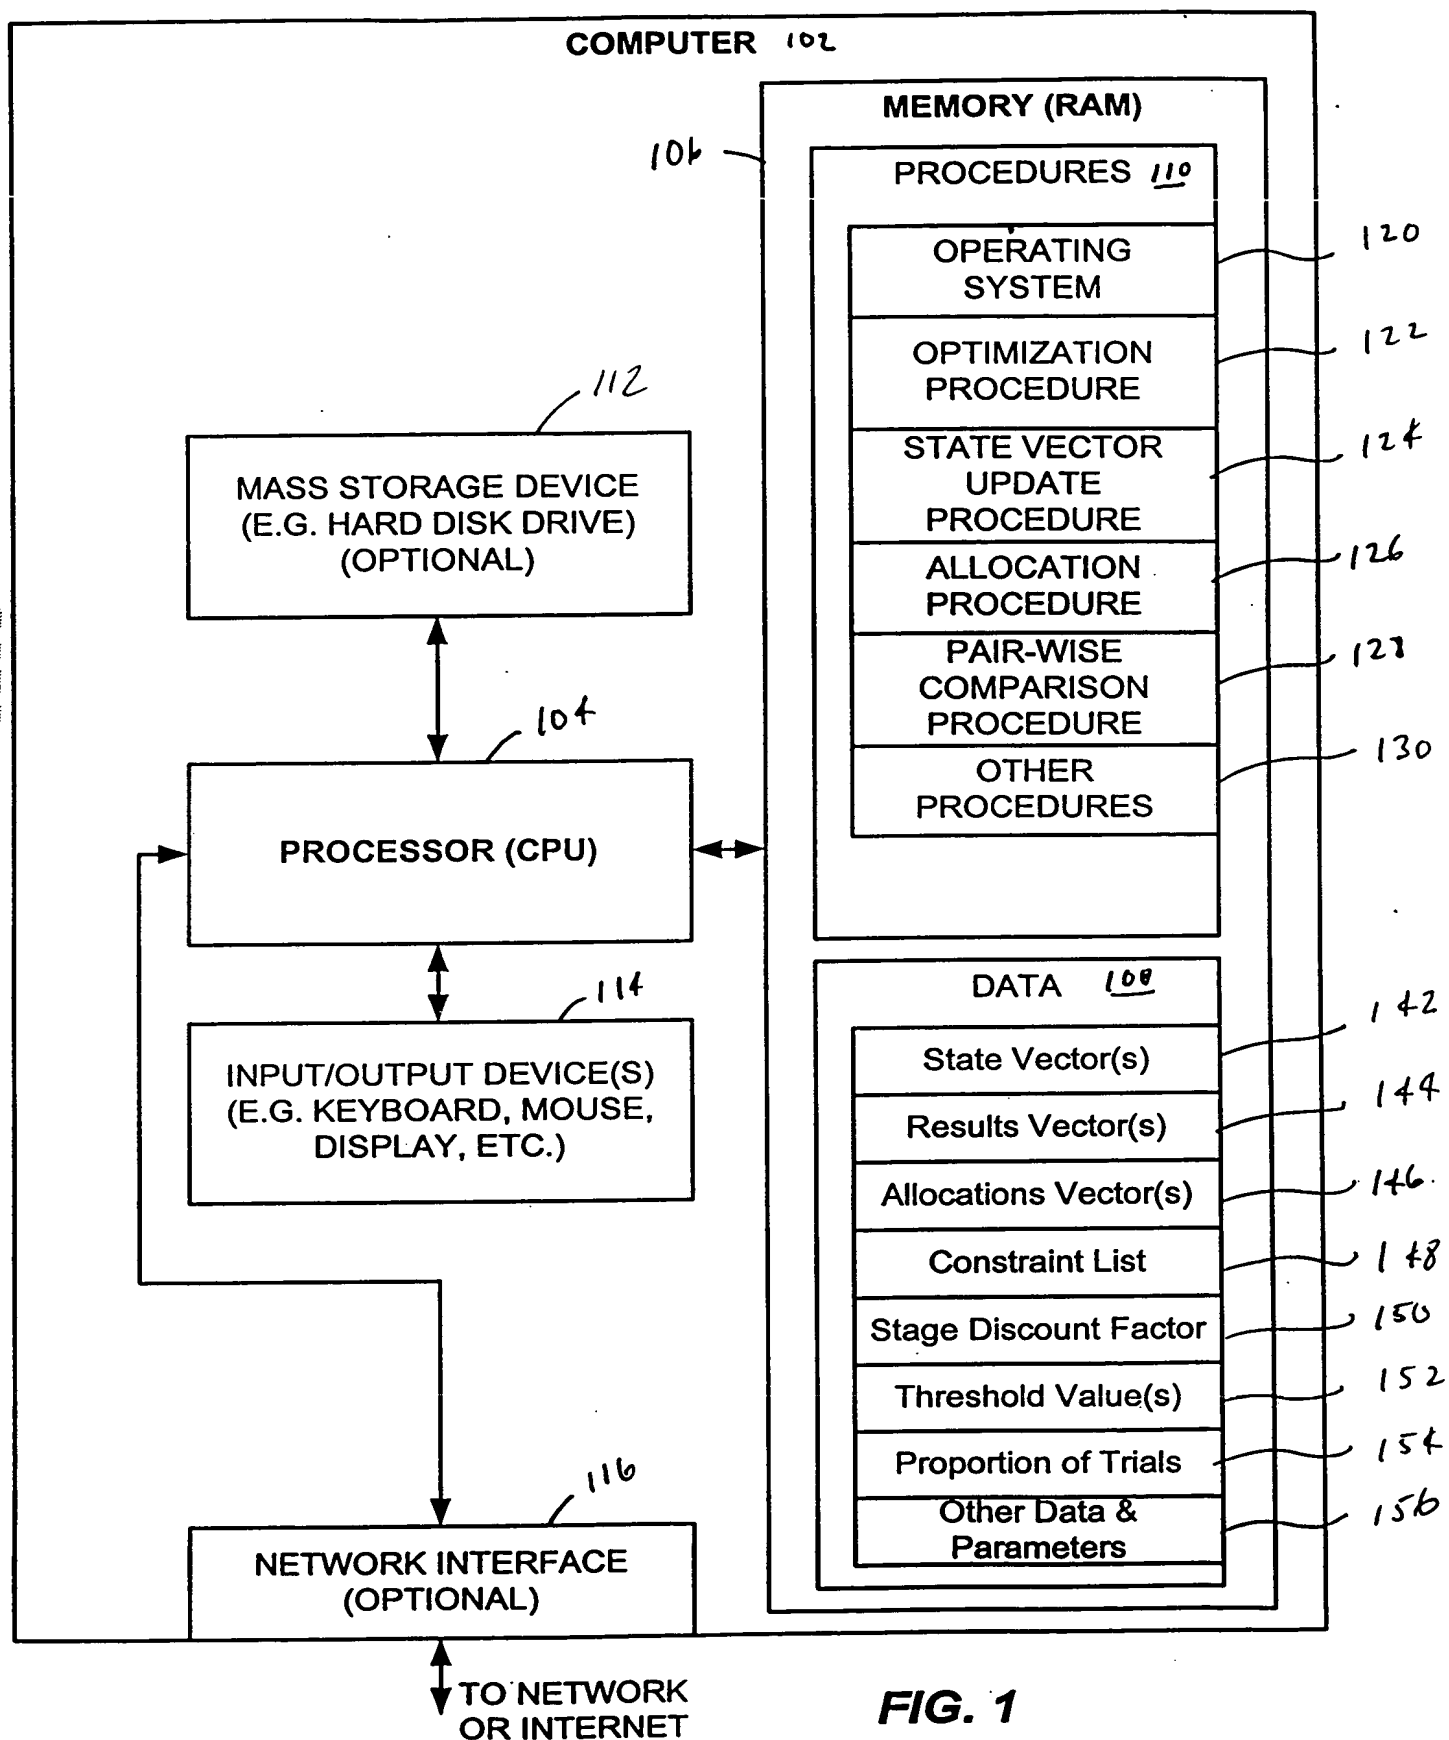 COMPUTER 102
MEMORY (RAM)
106
PROCEDURES 110
OPERATING
SYSTEM
120
OPTIMIZATION
PROCEDURE
122
STATE VECTOR
UPDATE
PROCEDURE
124
ALLOCATION
PROCEDURE
126
PAIR-WISE
COMPARISON
PROCEDURE
128
OTHER
PROCEDURES
130
112
MASS STORAGE DEVICE
(E.G. HARD DISK DRIVE)
(OPTIONAL)
104
PROCESSOR (CPU)
114
INPUT/OUTPUT DEVICE(S)
(E.G. KEYBOARD, MOUSE,
DISPLAY, ETC.)
DATA 108
State Vector(s)
142
Results Vector(s)
144
Allocations Vector(s)
146
Constraint List
148
Stage Discount Factor
150
Threshold Value(s)
152
Proportion of Trials
154
Other Data &
Parameters
156
116
NETWORK INTERFACE
(OPTIONAL)
TO NETWORK
OR INTERNET
FIG. 1